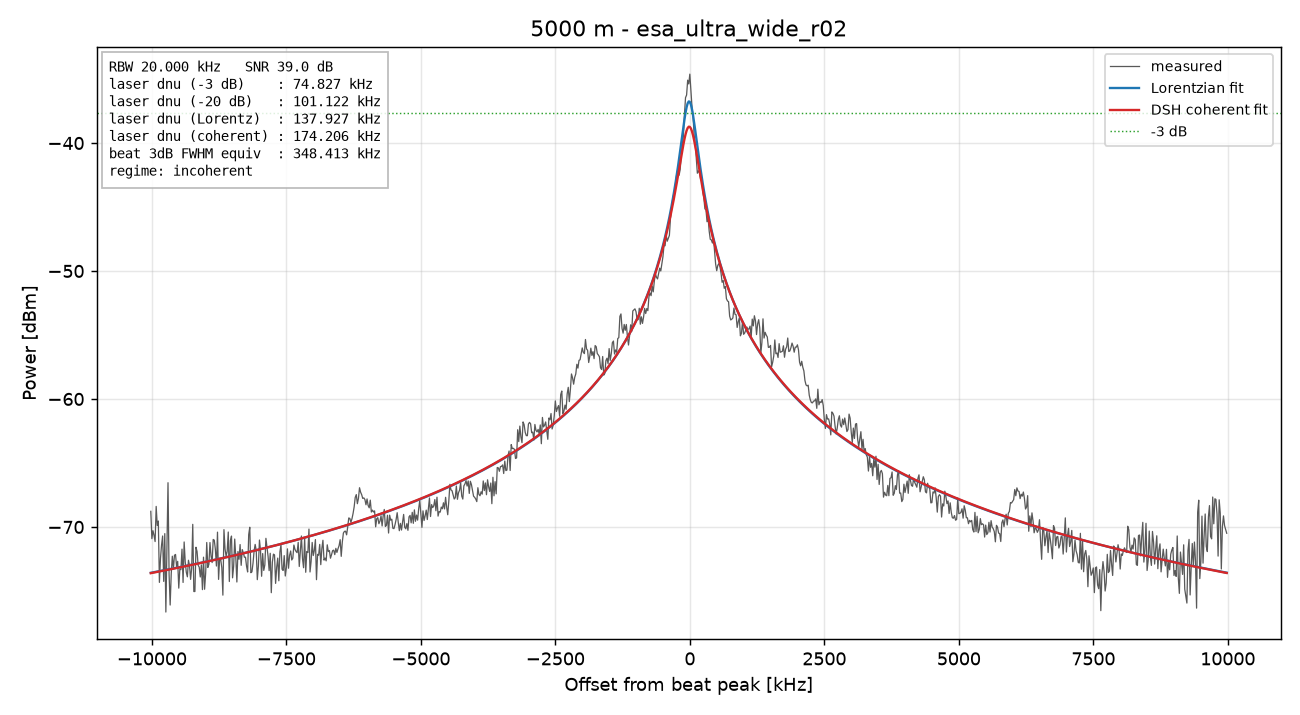 5000 m - esa_ultra_wide_r02
RBW 20.000 kHz   SNR 39.0 dB
laser dnu (-3 dB)    : 74.827 kHz
laser dnu (-20 dB)   : 101.122 kHz
laser dnu (Lorentz)  : 137.927 kHz
laser dnu (coherent) : 174.206 kHz
beat 3dB FWHM equiv  : 348.413 kHz
regime: incoherent
measured
Lorentzian fit
DSH coherent fit
-3 dB
Power [dBm]
−40
−50
−60
−70
−10000 −7500 −5000 −2500 0 2500 5000 7500 10000
Offset from beat peak [kHz]